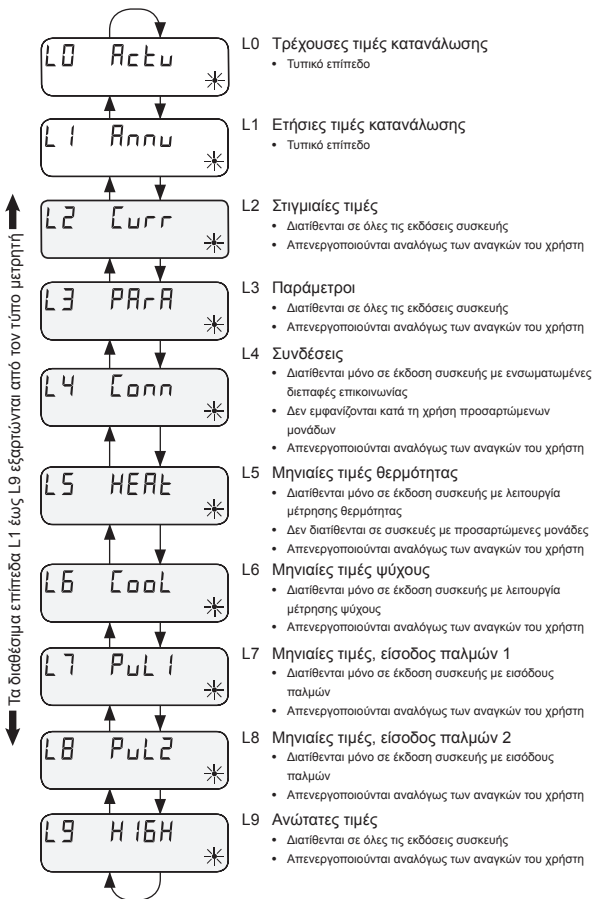 L0 Actu
L0 Τρέχουσες τιμές κατανάλωσης
• Τυπικό επίπεδο
L1 Annu
L1 Ετήσιες τιμές κατανάλωσης
• Τυπικό επίπεδο
L2 Curr
L2 Στιγμιαίες τιμές
• Διατίθενται σε όλες τις εκδόσεις συσκευής
• Απενεργοποιούνται αναλόγως των αναγκών του χρήστη
L3 PArA
L3 Παράμετροι
• Διατίθενται σε όλες τις εκδόσεις συσκευής
• Απενεργοποιούνται αναλόγως των αναγκών του χρήστη
L4 Conn
L4 Συνδέσεις
• Διατίθενται μόνο σε έκδοση συσκευής με ενσωματωμένες
διεπαφές επικοινωνίας
• Δεν εμφανίζονται κατά τη χρήση προσαρτώμενων
μονάδων
• Απενεργοποιούνται αναλόγως των αναγκών του χρήστη
L5 HEAt
L5 Μηνιαίες τιμές θερμότητας
• Διατίθενται μόνο σε έκδοση συσκευής με λειτουργία
μέτρησης θερμότητας
• Δεν διατίθενται σε συσκευές με προσαρτώμενες μονάδες
• Απενεργοποιούνται αναλόγως των αναγκών του χρήστη
L6 CooL
L6 Μηνιαίες τιμές ψύχους
• Διατίθενται μόνο σε έκδοση συσκευής με λειτουργία
μέτρησης ψύχους
• Απενεργοποιούνται αναλόγως των αναγκών του χρήστη
L7 PuL1
L7 Μηνιαίες τιμές, είσοδος παλμών 1
• Διατίθενται μόνο σε έκδοση συσκευής με εισόδους
παλμών
• Απενεργοποιούνται αναλόγως των αναγκών του χρήστη
L8 PuL2
L8 Μηνιαίες τιμές, είσοδος παλμών 2
• Διατίθενται μόνο σε έκδοση συσκευής με εισόδους
παλμών
• Απενεργοποιούνται αναλόγως των αναγκών του χρήστη
L9 HIGH
L9 Ανώτατες τιμές
• Διατίθενται σε όλες τις εκδόσεις συσκευής
• Απενεργοποιούνται αναλόγως των αναγκών του χρήστη
Τα διαθέσιμα επίπεδα L1 έως L9 εξαρτώνται από τον τύπο μετρητή